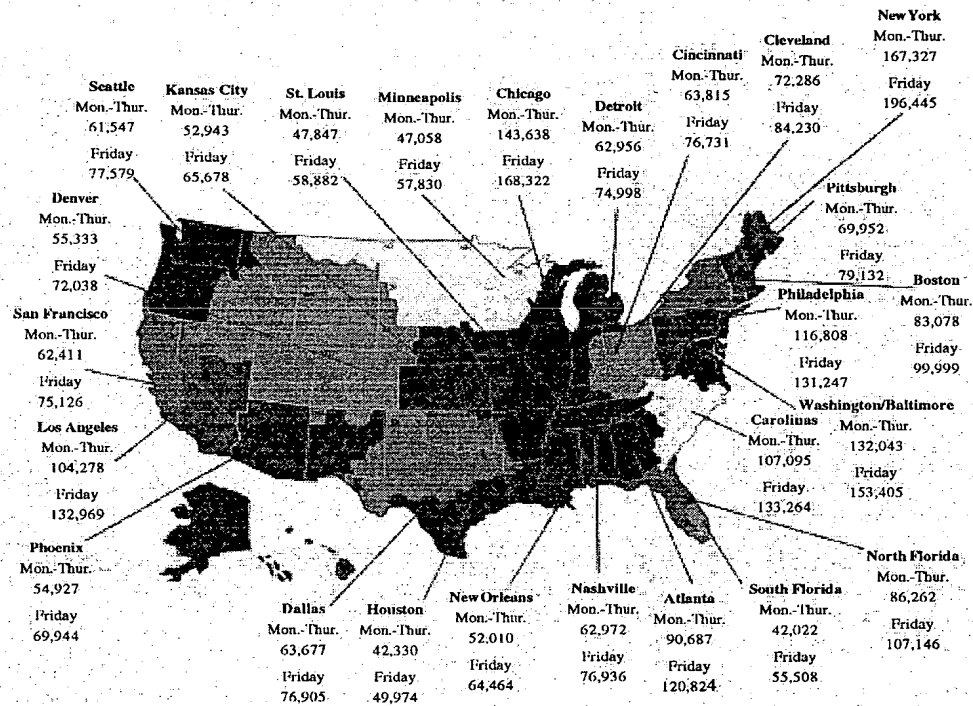 New York
Mon.-Thur.
167,327
Friday
196,445
Cleveland
Mon.-Thur.
72,286
Friday
84,230
Cincinnati
Mon.-Thur.
63,815
Friday
76,731
Detroit
Mon.-Thur.
62,956
Friday
74,998
Chicago
Mon.-Thur.
143,638
Friday
168,322
Minneapolis
Mon.-Thur.
47,058
Friday
57,830
St. Louis
Mon.-Thur.
47,847
Friday
58,882
Kansas City
Mon.-Thur.
52,943
Friday
65,678
Seattle
Mon.-Thur.
61,547
Friday
77,579
Denver
Mon.-Thur.
55,333
Friday
72,038
San Francisco
Mon.-Thur.
62,411
Friday
75,126
Los Angeles
Mon.-Thur.
104,278
Friday
132,969
Phoenix
Mon.-Thur.
54,927
Friday
69,944
Dallas
Mon.-Thur.
63,677
Friday
76,905
Houston
Mon.-Thur.
42,330
Friday
49,974
New Orleans
Mon.-Thur.
52,010
Friday
64,464
Nashville
Mon.-Thur.
62,972
Friday
76,936
Atlanta
Mon.-Thur.
90,687
Friday
120,824
South Florida
Mon.-Thur.
42,022
Friday
55,508
North Florida
Mon.-Thur.
86,262
Friday
107,146
Carolinas
Mon.-Thur.
107,095
Friday
133,264
Washington/Baltimore
Mon.-Thur.
132,043
Friday
153,405
Philadelphia
Mon.-Thur.
116,808
Friday
131,247
Boston
Mon.-Thur.
83,078
Friday
99,999
Pittsburgh
Mon.-Thur.
69,952
Friday
79,132